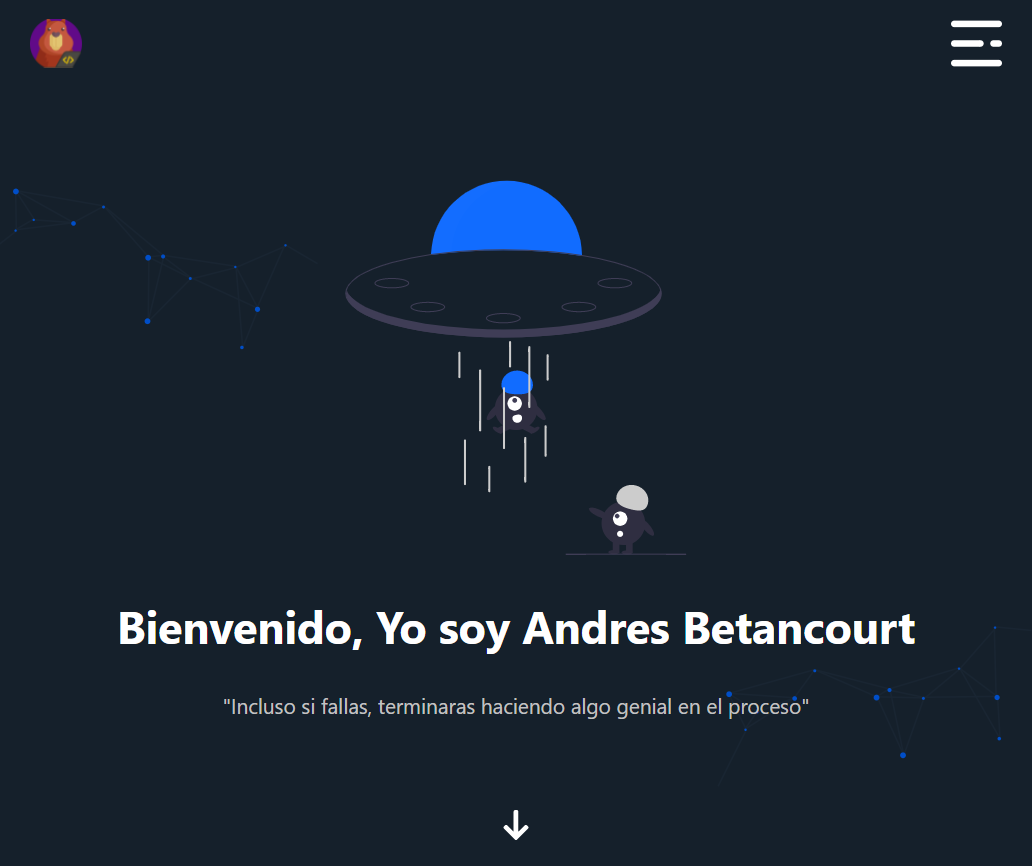 Bienvenido, Yo soy Andres Betancourt
"Incluso si fallas, terminaras haciendo algo genial en el proceso"